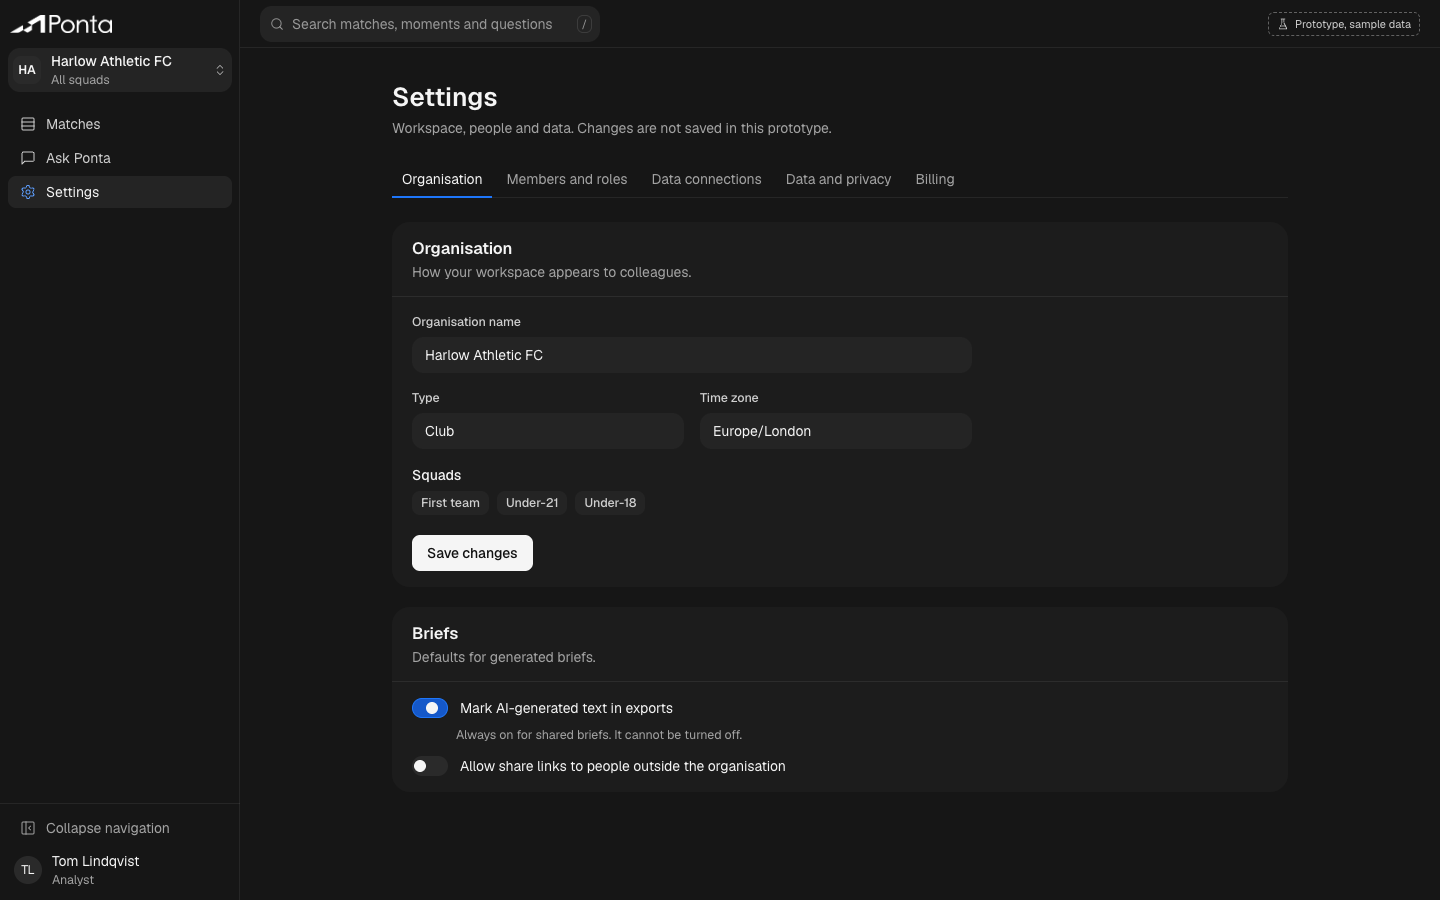 Ponta
HA
Harlow Athletic FC
All squads
Matches
Ask Ponta
Settings
Collapse navigation
TL
Tom Lindqvist
Analyst
Search matches, moments and questions
/
Prototype, sample data
Settings
Workspace, people and data. Changes are not saved in this prototype.
Organisation
Members and roles
Data connections
Data and privacy
Billing
Organisation
How your workspace appears to colleagues.
Organisation name
Harlow Athletic FC
Type
Time zone
Club
Europe/London
Squads
First team
Under-21
Under-18
Save changes
Briefs
Defaults for generated briefs.
Mark AI-generated text in exports
Always on for shared briefs. It cannot be turned off.
Allow share links to people outside the organisation